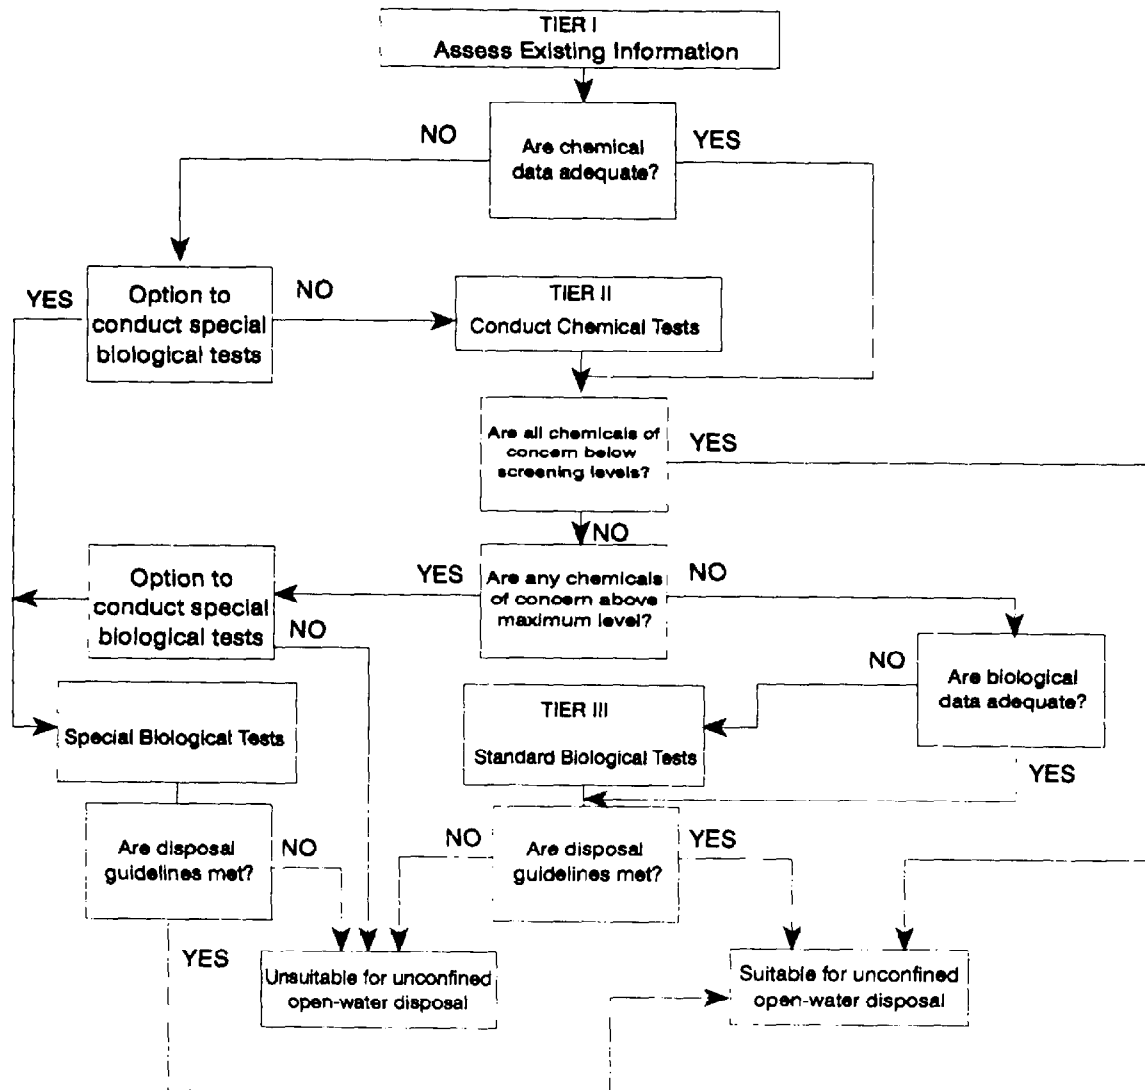 TIER I
Assess Existing Information
NO
Are chemical
data adequate?
YES
YES
Option to
conduct special
biological tests
NO
TIER II
Conduct Chemical Tests
Are all chemicals of
concern below
screening levels?
YES
NO
Option to
conduct special
biological tests
YES
NO
Are any chemicals
of concern above
maximum level?
NO
Are biological
data adequate?
NO
YES
Special Biological Tests
TIER III
Standard Biological Tests
Are disposal
guidelines met?
NO
YES
NO
Are disposal
guidelines met?
YES
Unsuitable for unconfined
open-water disposal
Suitable for unconfined
open-water disposal